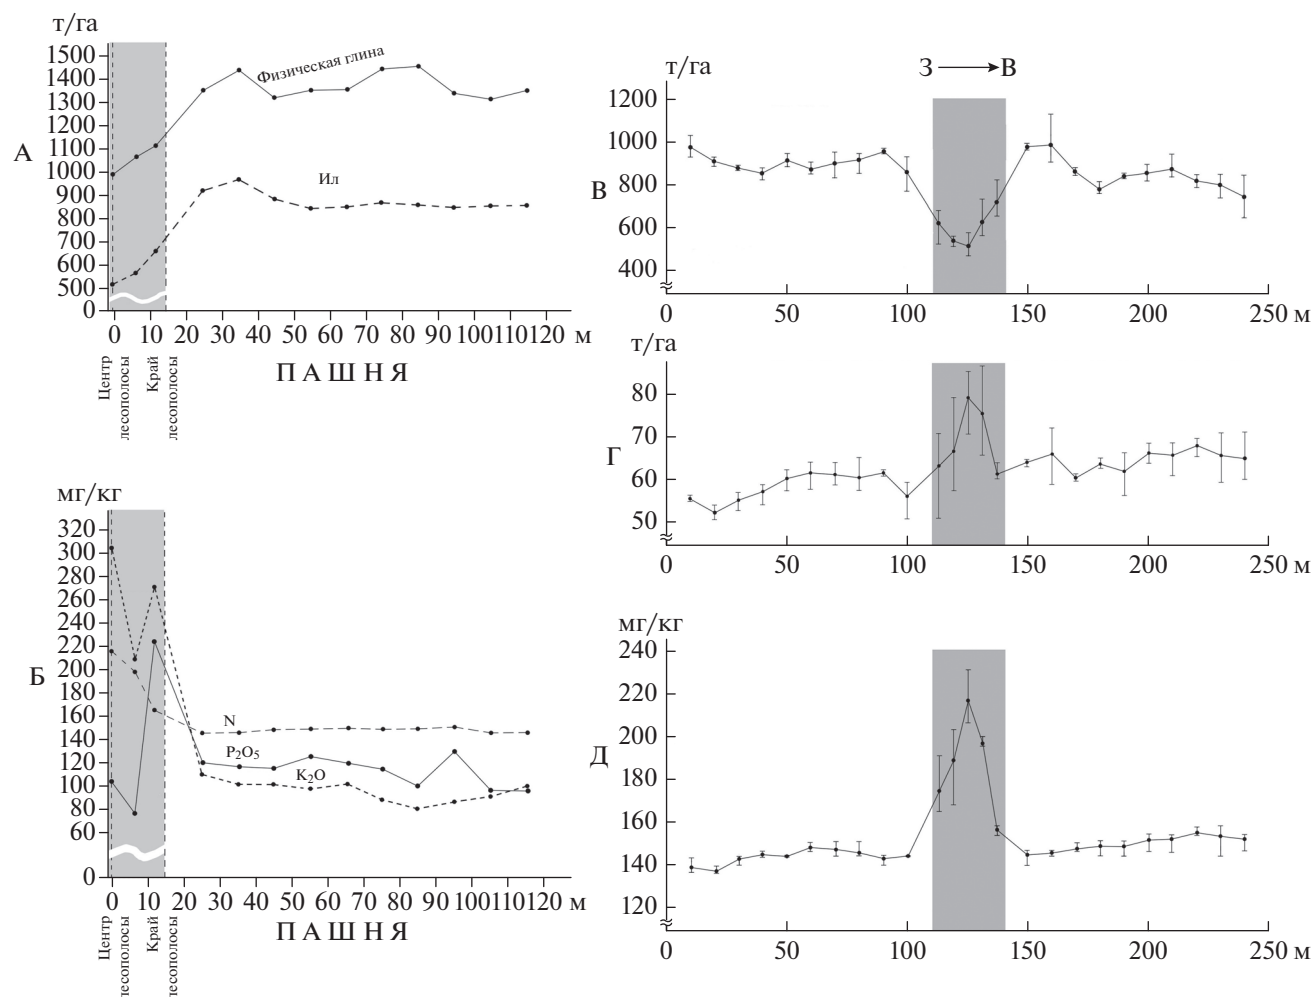 т/га
1500
1400
1300
1200
1100
1000
900
800
700
600
500
0
А
Физическая глина
Ил
0 10 20 30 40 50 60 70 80 90 100 110 120 м
Центр
лесополосы
Край
лесополосы
ПАШНЯ
мг/кг
320
300
280
260
240
220
200
180
160
140
120
100
80
60
0
Б
N
P₂O₅
K₂O
0 10 20 30 40 50 60 70 80 90 100 110 120 м
Центр
лесополосы
Край
лесополосы
ПАШНЯ
З В
т/га
1200
1000
800
600
400
В
0 50 100 150 200 250 м
т/га
80
70
60
50
Г
0 50 100 150 200 250 м
мг/кг
240
220
200
180
160
140
120
Д
0 50 100 150 200 250 м